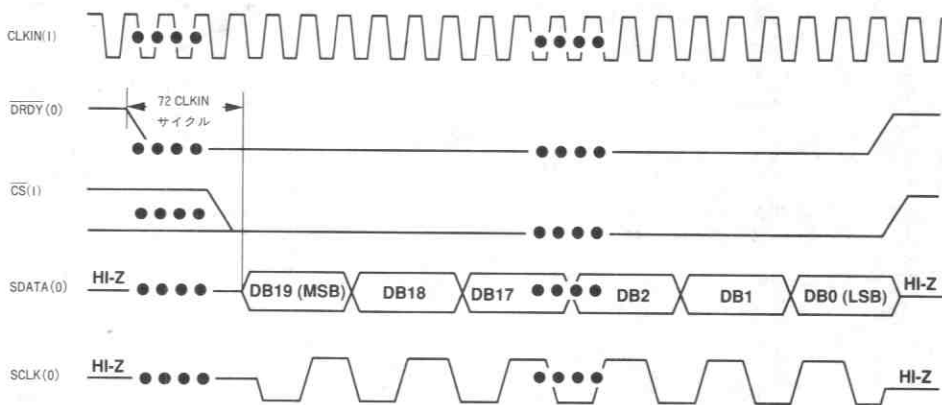 CLKIN(I)
DRDY(O)
72 CLKIN
サイクル
CS(I)
HI-Z
SDATA(O)
DB19 (MSB)
DB18
DB17
DB2
DB1
DB0 (LSB)
HI-Z
HI-Z
SCLK(O)
HI-Z